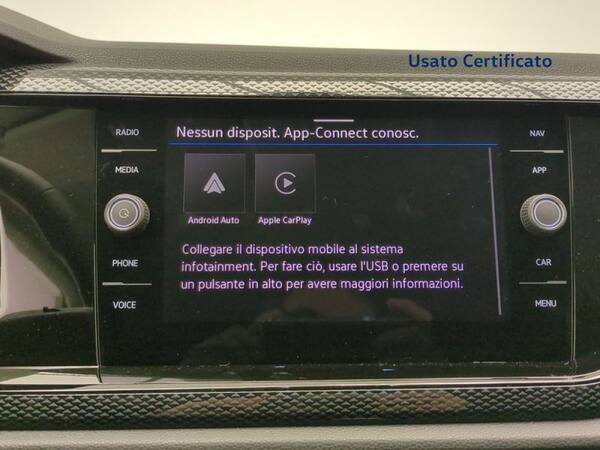 Usato Certificato
RADIO
MEDIA
PHONE
VOICE
Nessun disposit. App-Connect conosc.
Android Auto
Apple CarPlay
Collegare il dispositivo mobile al sistema
infotainment. Per fare ciò, usare l'USB o premere su
un pulsante in alto per avere maggiori informazioni.
NAV
APP
CAR
MENU